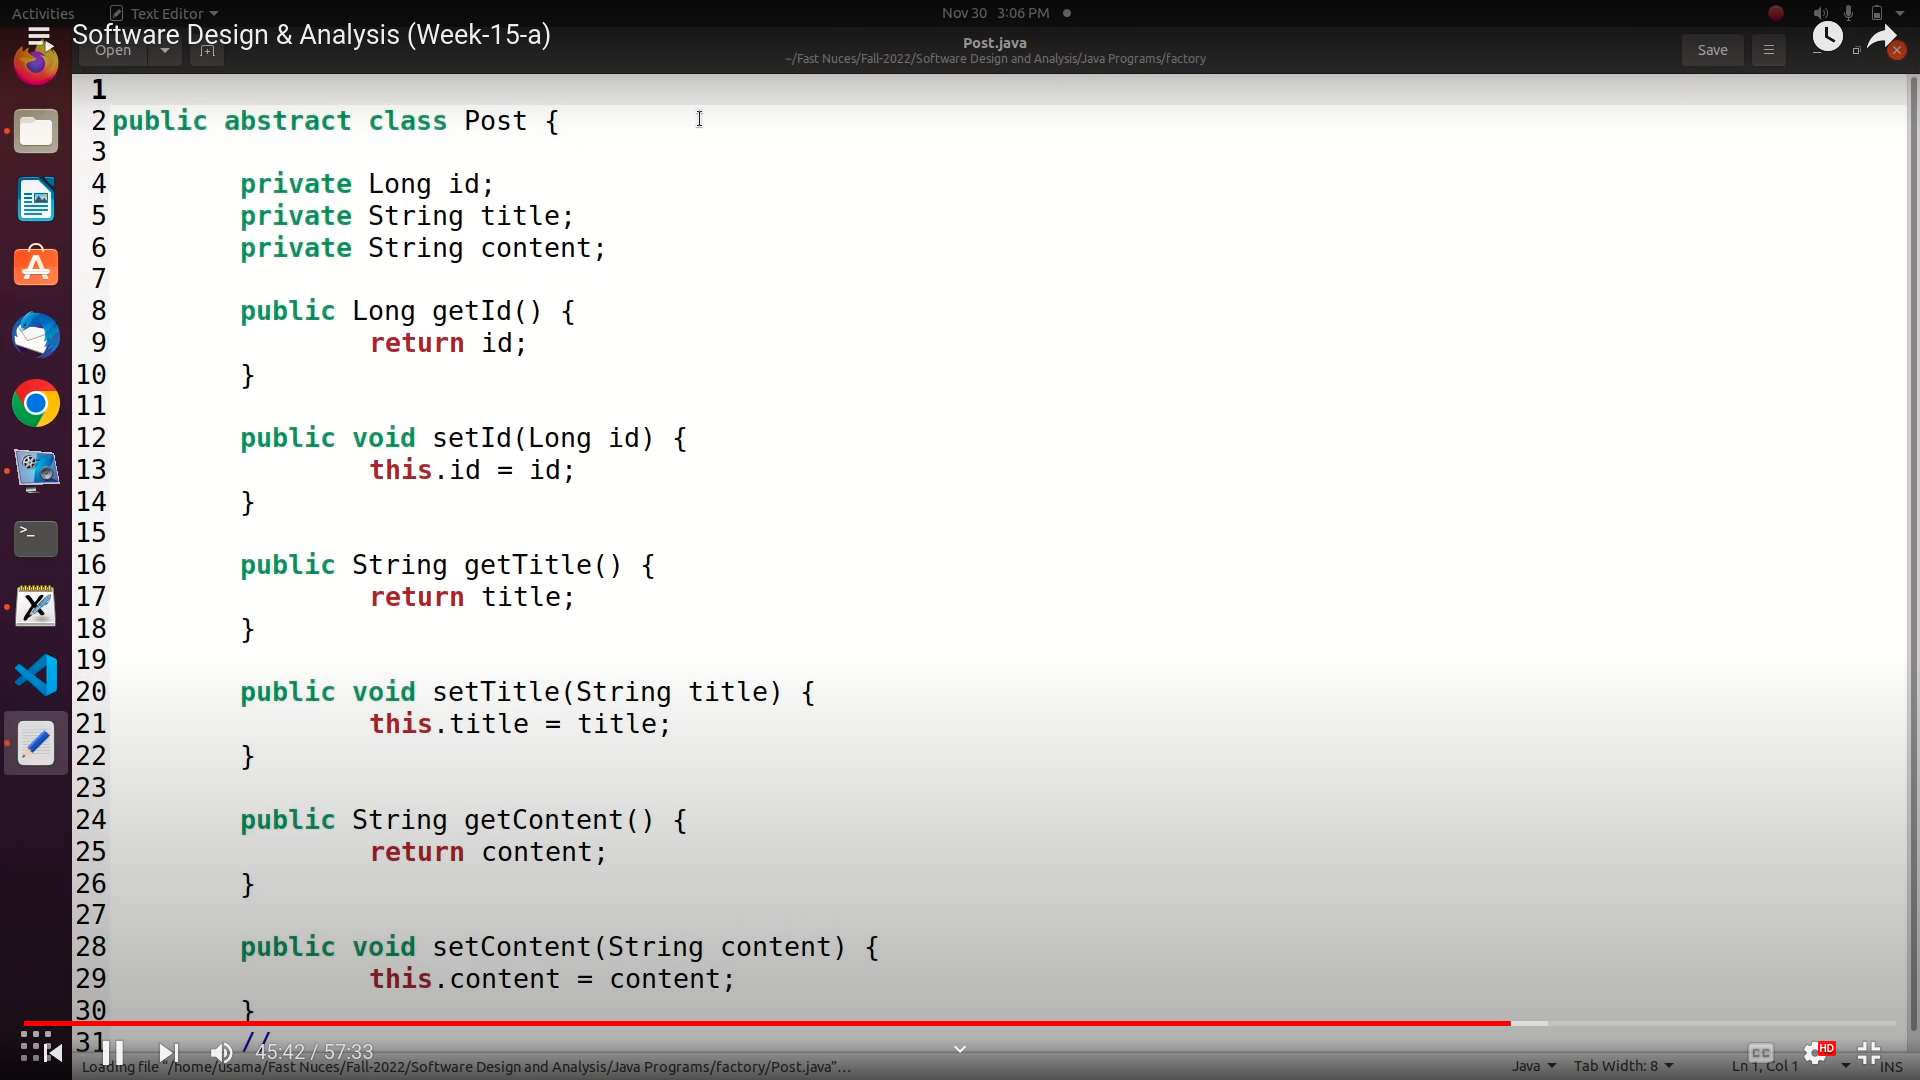 Activities Text Editor Nov 30 3:06 PM
Software Design & Analysis (Week-15-a)
Open Post.java Save
~/Fast Nuces/Fall-2022/Software Design and Analysis/Java Programs/factory
1
2 public abstract class Post {
3
4 private Long id;
5 private String title;
6 private String content;
7
8 public Long getId() {
9 return id;
10 }
11
12 public void setId(Long id) {
13 this.id = id;
14 }
15
16 public String getTitle() {
17 return title;
18 }
19
20 public void setTitle(String title) {
21 this.title = title;
22 }
23
24 public String getContent() {
25 return content;
26 }
27
28 public void setContent(String content) {
29 this.content = content;
30 }
31 //
45:42 / 57:33 CC HD
Loading file "/home/usama/Fast Nuces/Fall-2022/Software Design and Analysis/Java Programs/factory/Post.java"... Java Tab Width: 8 Ln 1, Col 1 INS